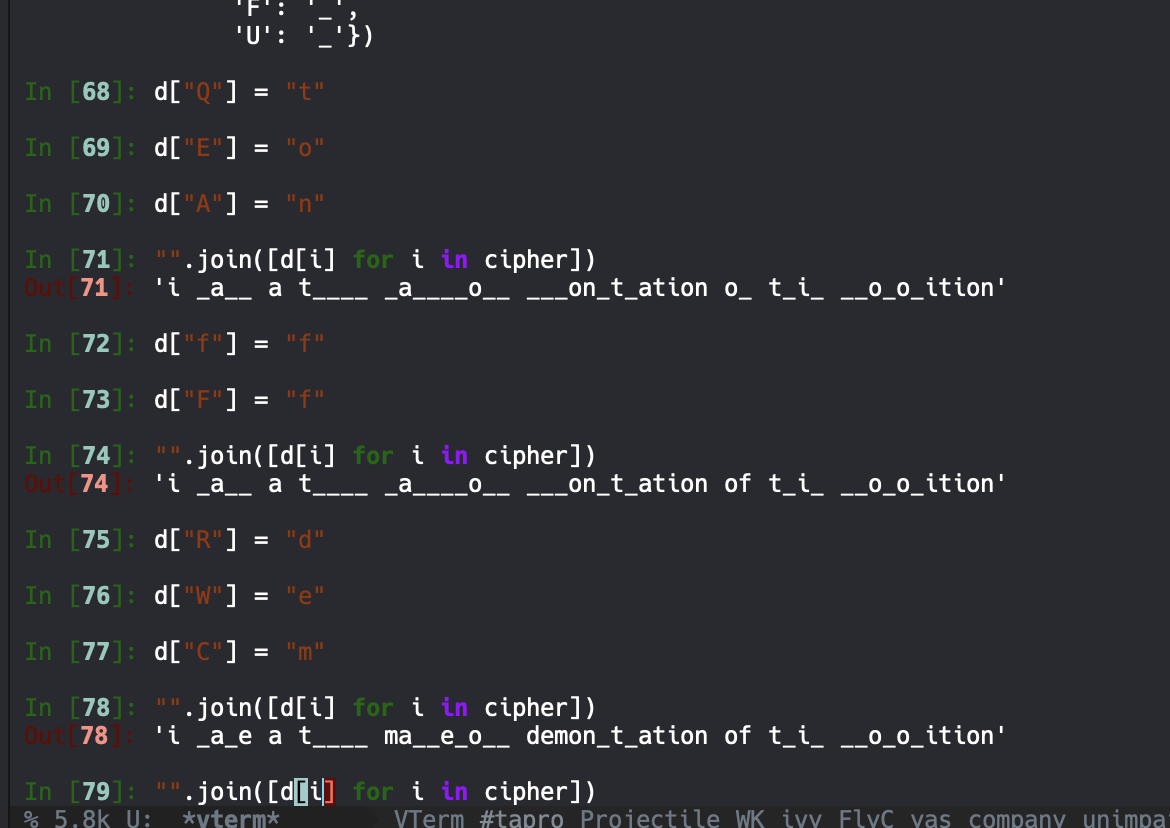 'F': '_',
'U': '_'})
In [68]: d["Q"] = "t"
In [69]: d["E"] = "o"
In [70]: d["A"] = "n"
In [71]: "".join([d[i] for i in cipher])
Out[71]: 'i _a__ a t____ _a____o__ ___on_t_ation o_ t_i_ __o_o_ition'
In [72]: d["f"] = "f"
In [73]: d["F"] = "f"
In [74]: "".join([d[i] for i in cipher])
Out[74]: 'i _a__ a t____ _a____o__ ___on_t_ation of t_i_ __o_o_ition'
In [75]: d["R"] = "d"
In [76]: d["W"] = "e"
In [77]: d["C"] = "m"
In [78]: "".join([d[i] for i in cipher])
Out[78]: 'i _a_e a t____ ma__e_o__ demon_t_ation of t_i_ __o_o_ition'
In [79]: "".join([d[i] for i in cipher])
% 5.8k U: *vterm* VTerm #tapro Projectile WK ivy FlyC yas company unimpa